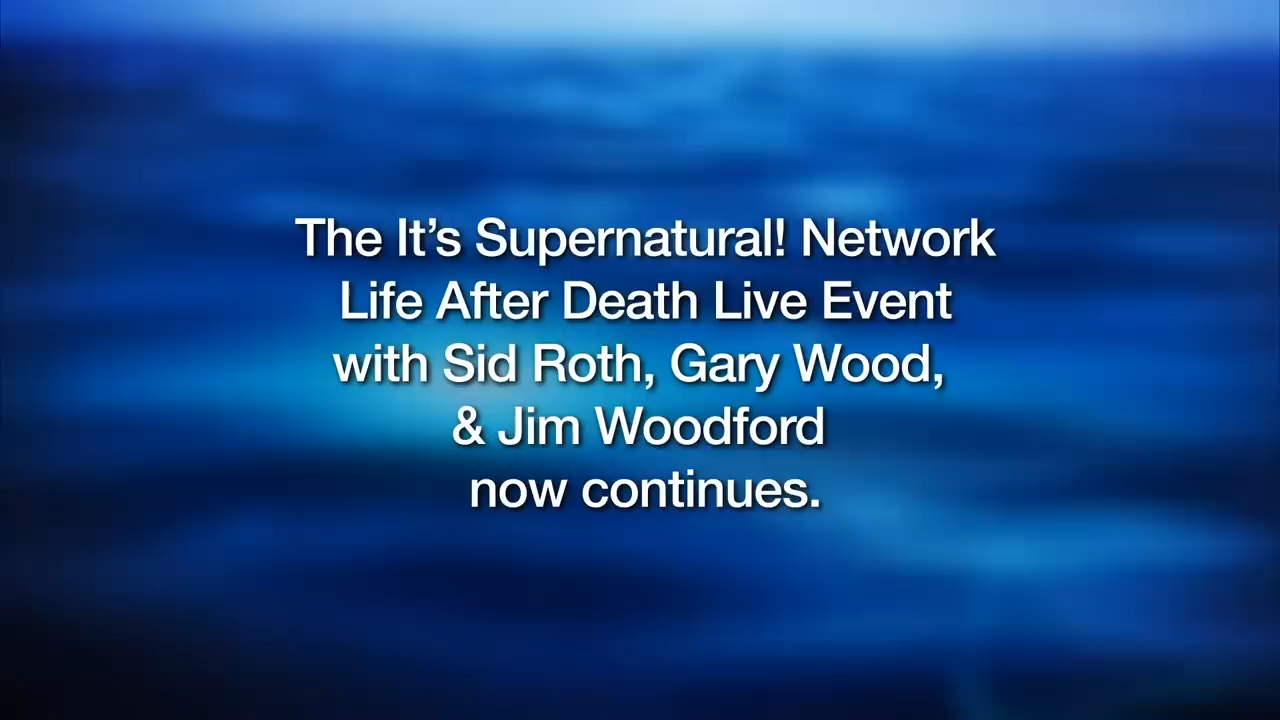 The It’s Supernatural! Network
Life After Death Live Event
with Sid Roth, Gary Wood,
& Jim Woodford
now continues.